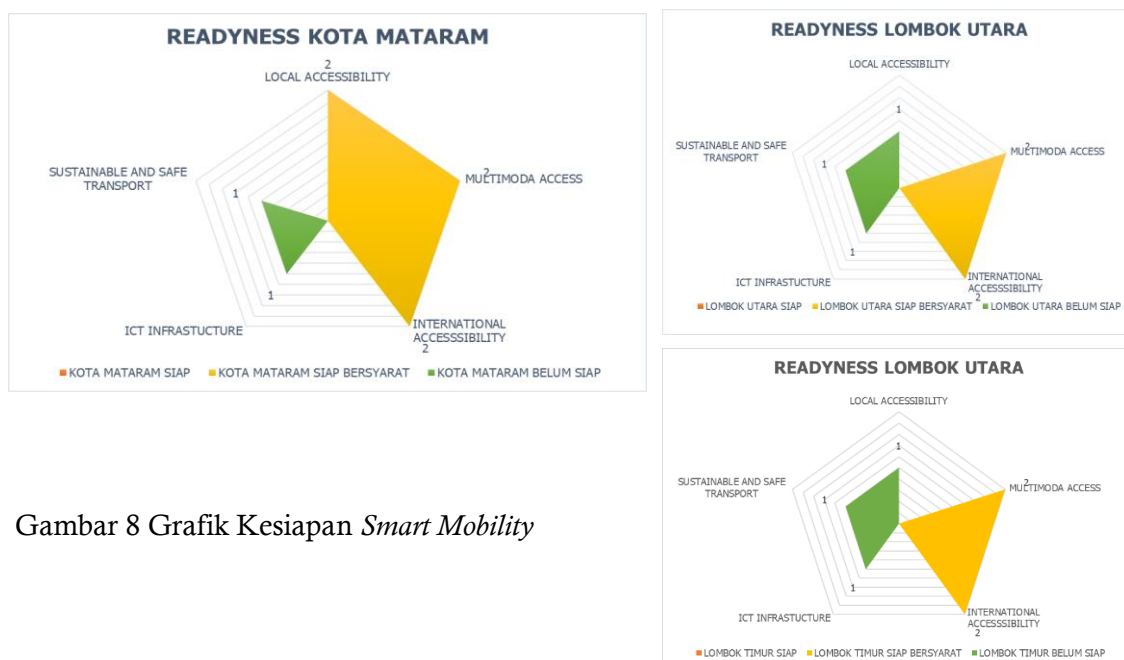 READYNESS KOTA MATARAM
2
LOCAL ACCESSIBILITY
2
MULTIMODA ACCESS
SUSTAINABLE AND SAFE
TRANSPORT
1
1
ICT INFRASTUCTURE
INTERNATIONAL
ACCESSSIBILITY
2
KOTA MATARAM SIAP KOTA MATARAM SIAP BERSYARAT KOTA MATARAM BELUM SIAP
READYNESS LOMBOK UTARA
LOCAL ACCESSIBILITY
1
2
MULTIMODA ACCESS
SUSTAINABLE AND SAFE
TRANSPORT
1
1
ICT INFRASTUCTURE
INTERNATIONAL
ACCESSSIBILITY
2
LOMBOK UTARA SIAP LOMBOK UTARA SIAP BERSYARAT LOMBOK UTARA BELUM SIAP
READYNESS LOMBOK UTARA
LOCAL ACCESSIBILITY
1
2
MULTIMODA ACCESS
SUSTAINABLE AND SAFE
TRANSPORT
1
1
ICT INFRASTUCTURE
INTERNATIONAL
ACCESSSIBILITY
2
LOMBOK TIMUR SIAP LOMBOK TIMUR SIAP BERSYARAT LOMBOK TIMUR BELUM SIAP
Gambar 8 Grafik Kesiapan Smart Mobility